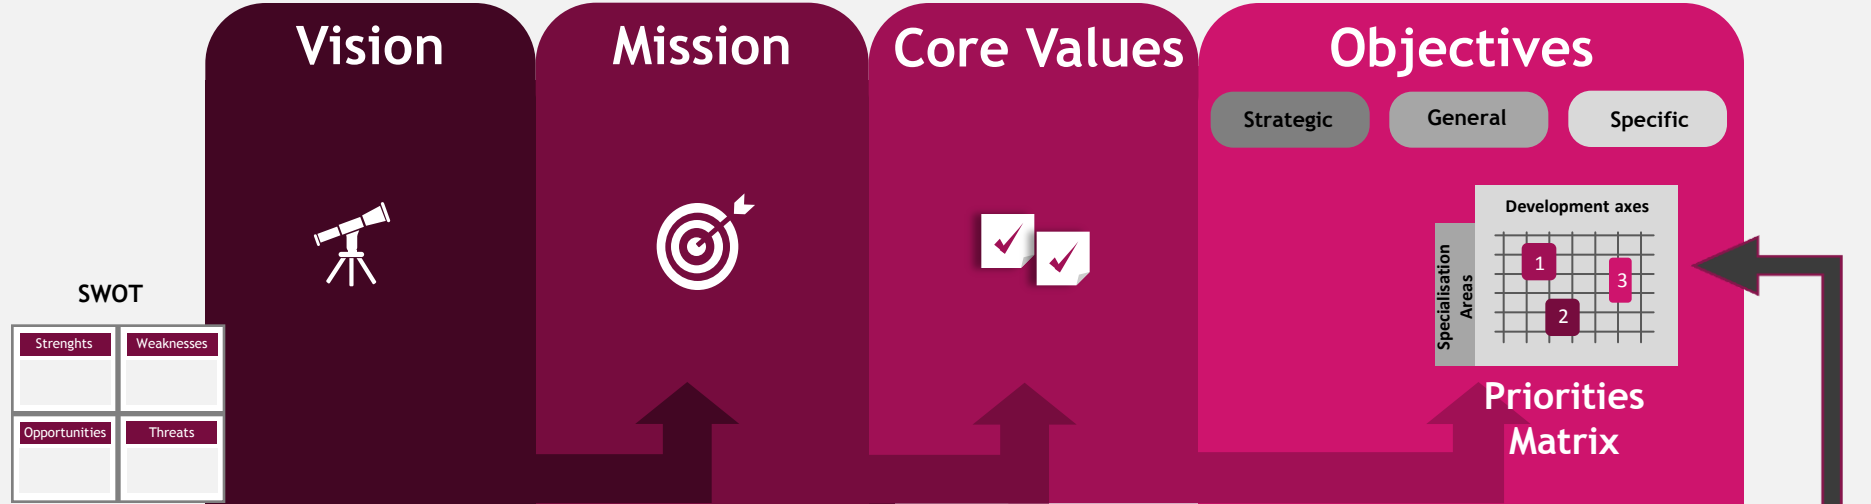 Vision
Mission
Core Values
Objectives
Strategic
General
Specific
Development axes
Specialisation
Areas
1
2
3
Priorities
Matrix
SWOT
Strenghts
Weaknesses
Opportunities
Threats